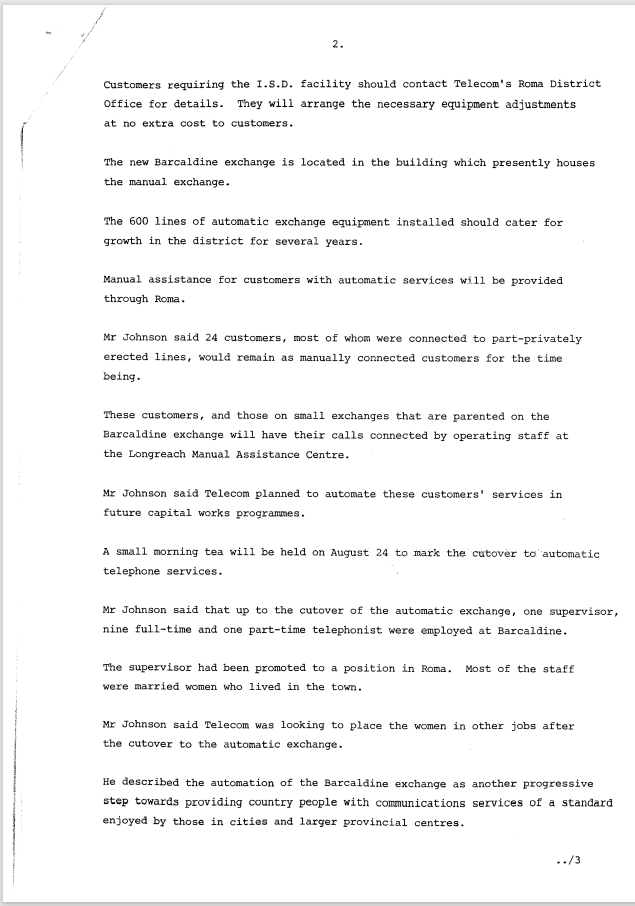 2.
Customers requiring the I.S.D. facility should contact Telecom's Roma District
Office for details. They will arrange the necessary equipment adjustments
at no extra cost to customers.
The new Barcaldine exchange is located in the building which presently houses
the manual exchange.
The 600 lines of automatic exchange equipment installed should cater for
growth in the district for several years.
Manual assistance for customers with automatic services will be provided
through Roma.
Mr Johnson said 24 customers, most of whom were connected to part-privately
erected lines, would remain as manually connected customers for the time
being.
These customers, and those on small exchanges that are parented on the
Barcaldine exchange will have their calls connected by operating staff at
the Longreach Manual Assistance Centre.
Mr Johnson said Telecom planned to automate these customers' services in
future capital works programmes.
A small morning tea will be held on August 24 to mark the cutover to automatic
telephone services.
Mr Johnson said that up to the cutover of the automatic exchange, one supervisor,
nine full-time and one part-time telephonist were employed at Barcaldine.
The supervisor had been promoted to a position in Roma. Most of the staff
were married women who lived in the town.
Mr Johnson said Telecom was looking to place the women in other jobs after
the cutover to the automatic exchange.
He described the automation of the Barcaldine exchange as another progressive
step towards providing country people with communications services of a standard
enjoyed by those in cities and larger provincial centres.
../3